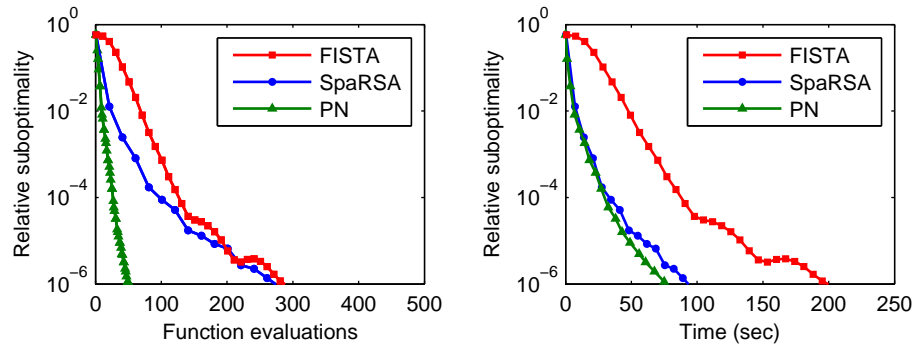 Relative suboptimality
10^0
10^-2
10^-4
10^-6
0
100
200
300
400
500
Function evaluations
FISTA
SpaRSA
PN
Relative suboptimality
10^0
10^-2
10^-4
10^-6
0
50
100
150
200
250
Time (sec)
FISTA
SpaRSA
PN